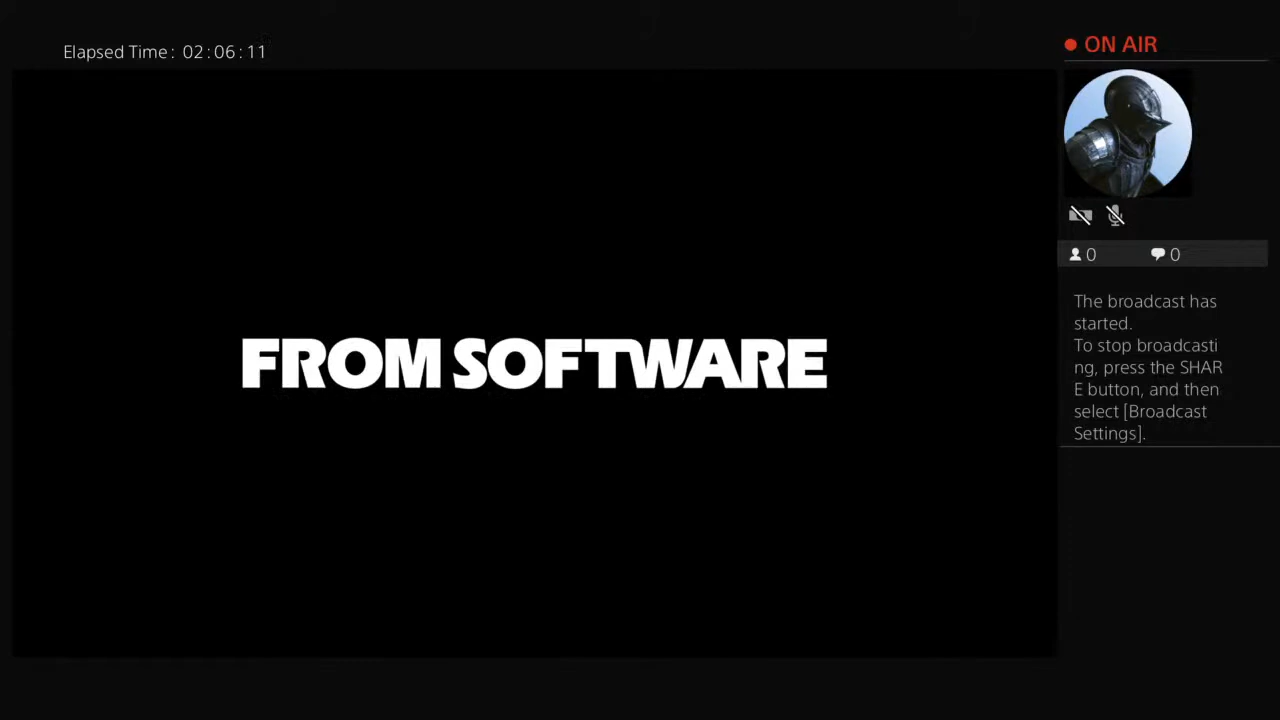 Elapsed Time: 02:06:11
ON AIR
FROM SOFTWARE
0
0
The broadcast has
started.
To stop broadcasti
ng, press the SHAR
E button, and then
select [Broadcast
Settings].